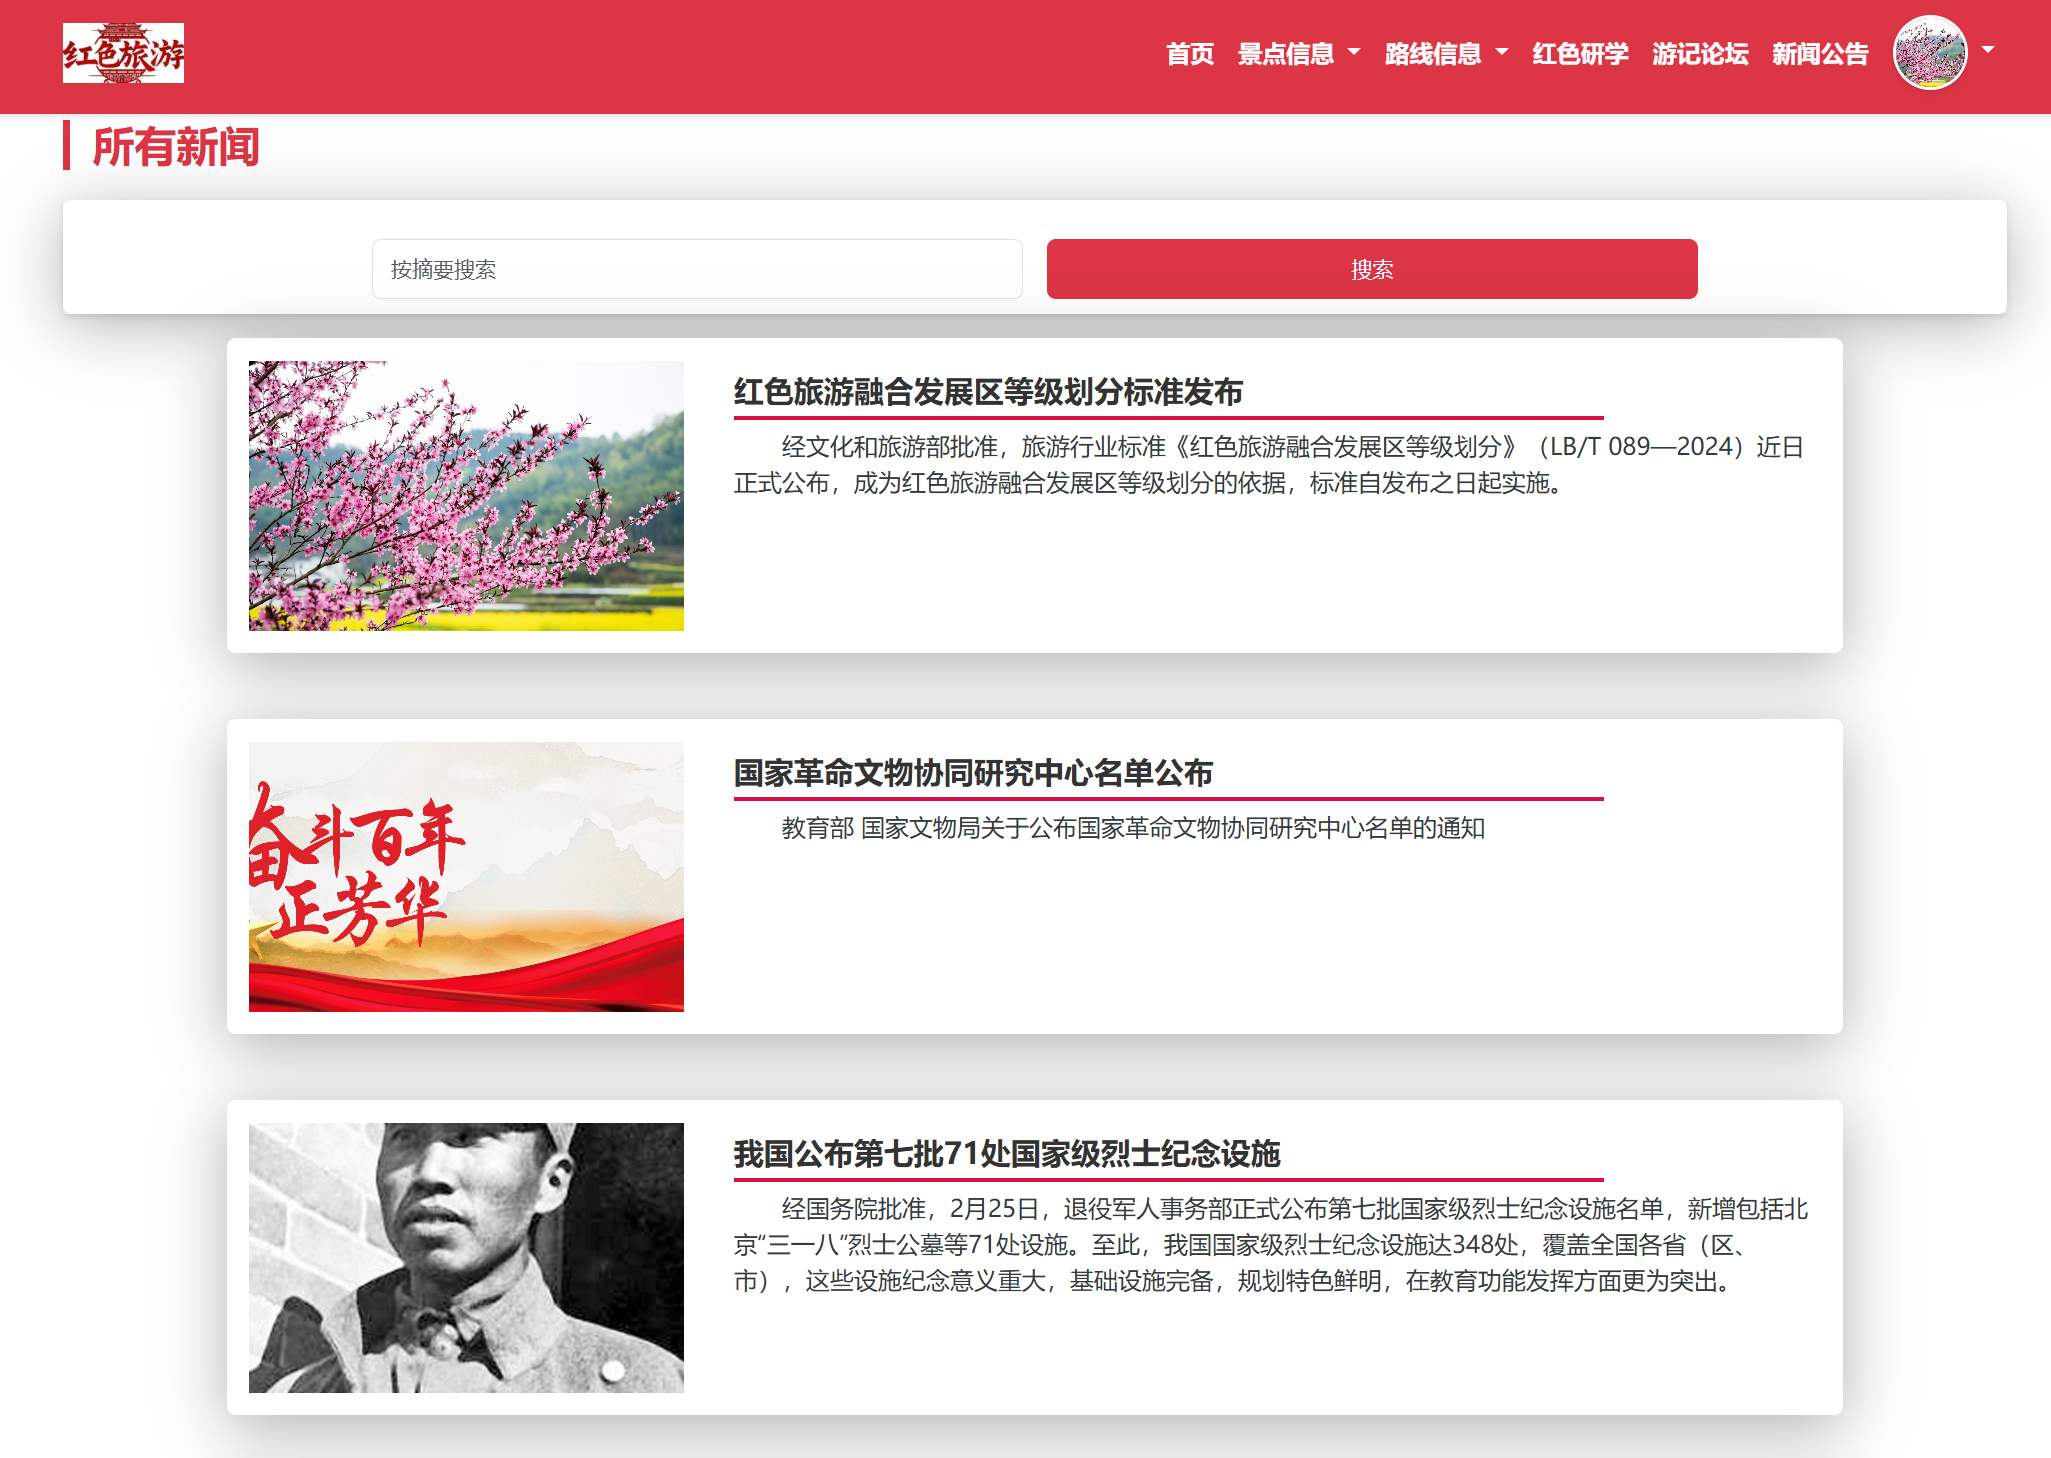 红色旅游
首页 景点信息 路线信息 红色研学 游记论坛 新闻公告
所有新闻
按摘要搜索 搜索
红色旅游融合发展区等级划分标准发布
经文化和旅游部批准，旅游行业标准《红色旅游融合发展区等级划分》（LB/T 089—2024）近日
正式公布，成为红色旅游融合发展区等级划分的依据，标准自发布之日起实施。
奋斗百年
正芳华
国家革命文物协同研究中心名单公布
教育部 国家文物局关于公布国家革命文物协同研究中心名单的通知
我国公布第七批71处国家级烈士纪念设施
经国务院批准，2月25日，退役军人事务部正式公布第七批国家级烈士纪念设施名单，新增包括北
京“三一八”烈士公墓等71处设施。至此，我国国家级烈士纪念设施达348处，覆盖全国各省（区、
市），这些设施纪念意义重大，基础设施完备，规划特色鲜明，在教育功能发挥方面更为突出。